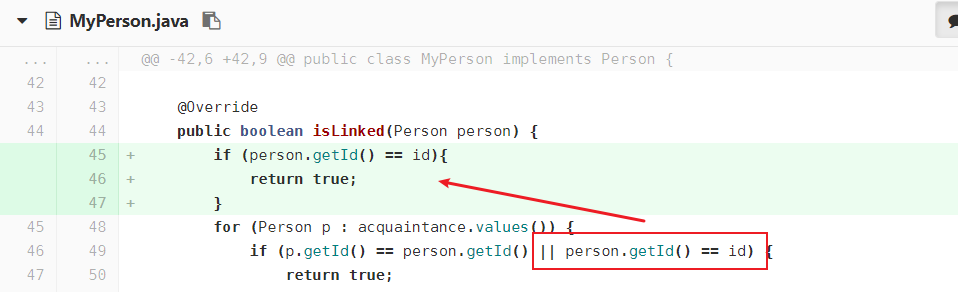 MyPerson.java
... ... @@ -42,6 +42,9 @@ public class MyPerson implements Person {
42 42
43 43 @Override
44 44 public boolean isLinked(Person person) {
45 + if (person.getId() == id){
46 + return true;
47 + }
45 48 for (Person p : acquaintance.values()) {
46 49 if (p.getId() == person.getId() || person.getId() == id) {
47 50 return true;